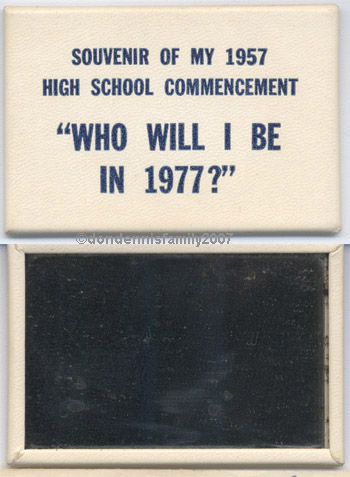 SOUVENIR OF MY 1957
HIGH SCHOOL COMMENCEMENT
"WHO WILL I BE
IN 1977?"
©dondennisfamily2007